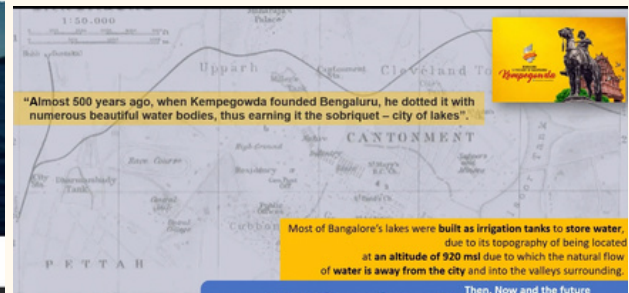 1:50.000
Palace
Upparh
Cantonment
Cleveland To
Kempegowda
"Almost 500 years ago, when Kempegowda founded Bengaluru, he dotted it with
numerous beautiful water bodies, thus earning it the sobriquet – city of lakes".
CANTONMENT
Race Course
High Ground
City
Dharmambudhy
Tank
Cubbon
Most of Bangalore's lakes were built as irrigation tanks to store water,
due to its topography of being located
at an altitude of 920 msl due to which the natural flow
of water is away from the city and into the valleys surrounding.
PETTAH
Then, Now and the future